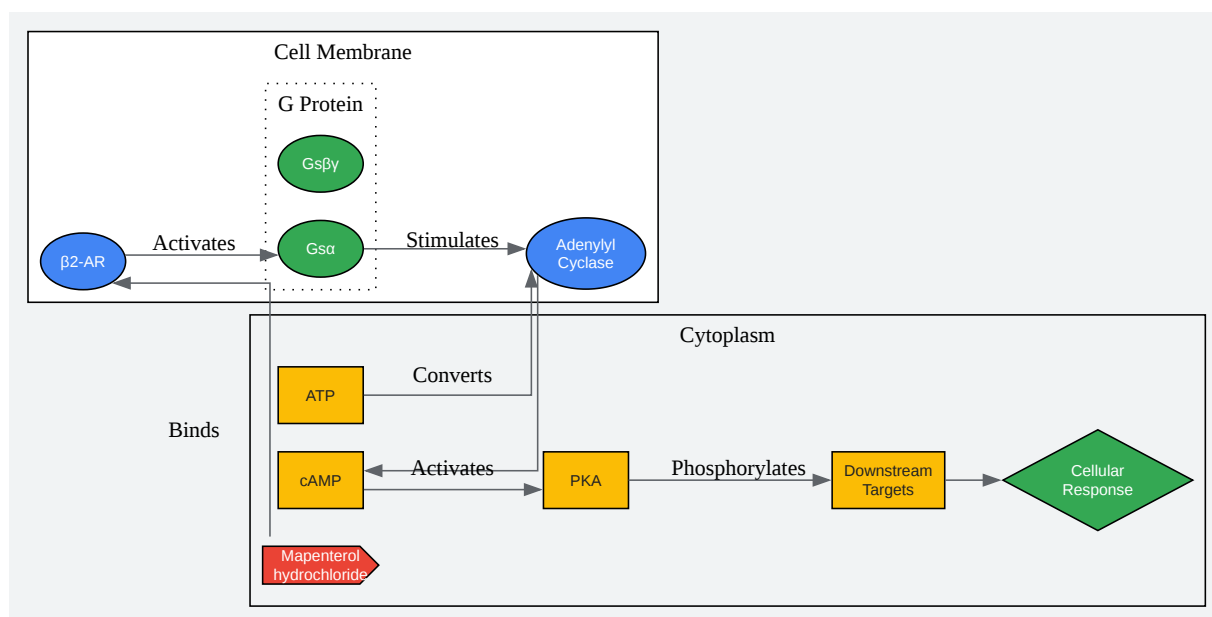 Cell Membrane
G Protein
Gsβγ
β2-AR
Activates
Gsα
Stimulates
Adenylyl
Cyclase
Cytoplasm
ATP
Converts
Binds
cAMP
Activates
PKA
Phosphorylates
Downstream
Targets
Cellular
Response
Mapenterol
hydrochloride